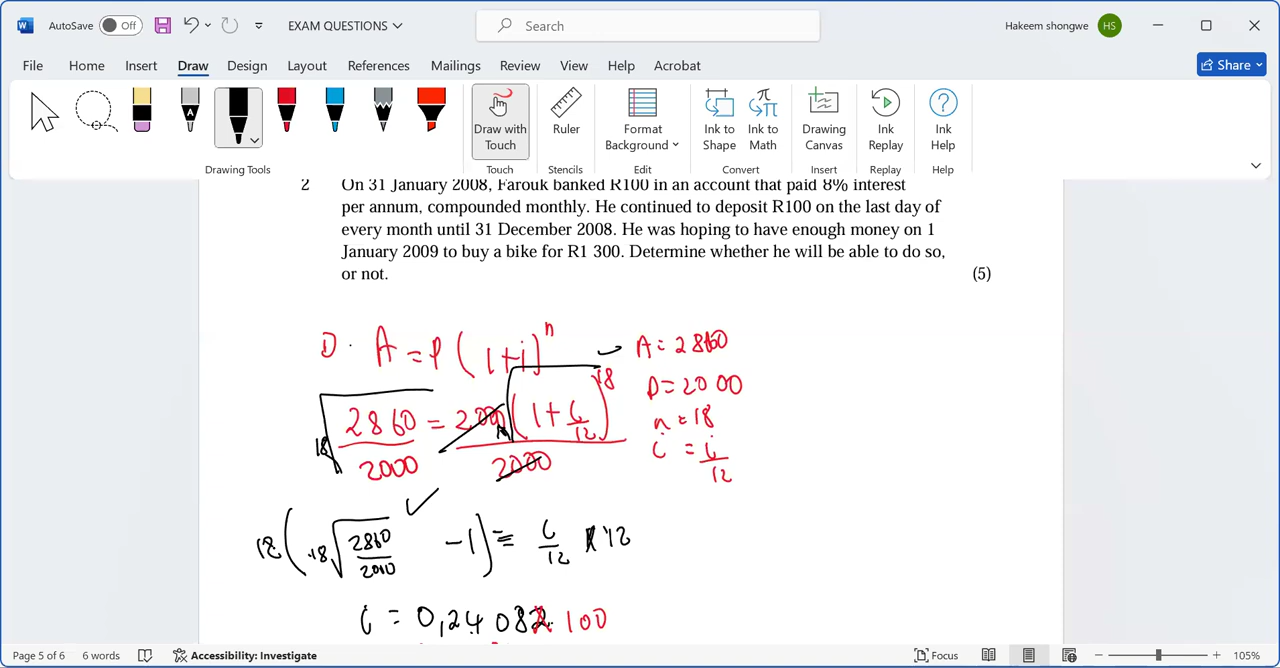 AutoSave Off EXAM QUESTIONS Search Hakeem shongwe HS
File Home Insert Draw Design Layout References Mailings Review View Help Acrobat Share
Draw with Touch Ruler Format Background Ink to Shape Ink to Math Drawing Canvas Ink Replay Ink Help
Drawing Tools Touch Stencils Edit Convert Insert Replay Help
2 On 31 January 2008, Farouk banked R100 in an account that paid 8% interest
per annum, compounded monthly. He continued to deposit R100 on the last day of
every month until 31 December 2008. He was hoping to have enough money on 1
January 2009 to buy a bike for R1 300. Determine whether he will be able to do so,
or not. (5)
D. A = P(1+i)^n A = 2860
P = 2000
2860/2000 = 2000(1 + i/12)^18/2000 n = 18
i = i/12
12(18√2860/2000 - 1) = i/12 × 12
i = 0,24082 × 100
Page 5 of 6 6 words Accessibility: Investigate Focus 105%